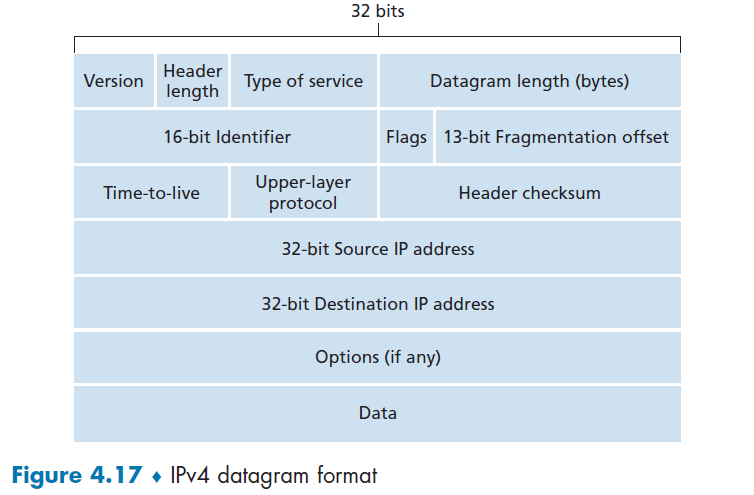 32 bits
Version
Header
length
Type of service
Datagram length (bytes)
16-bit Identifier
Flags
13-bit Fragmentation offset
Time-to-live
Upper-layer
protocol
Header checksum
32-bit Source IP address
32-bit Destination IP address
Options (if any)
Data
Figure 4.17 ♦ IPv4 datagram format